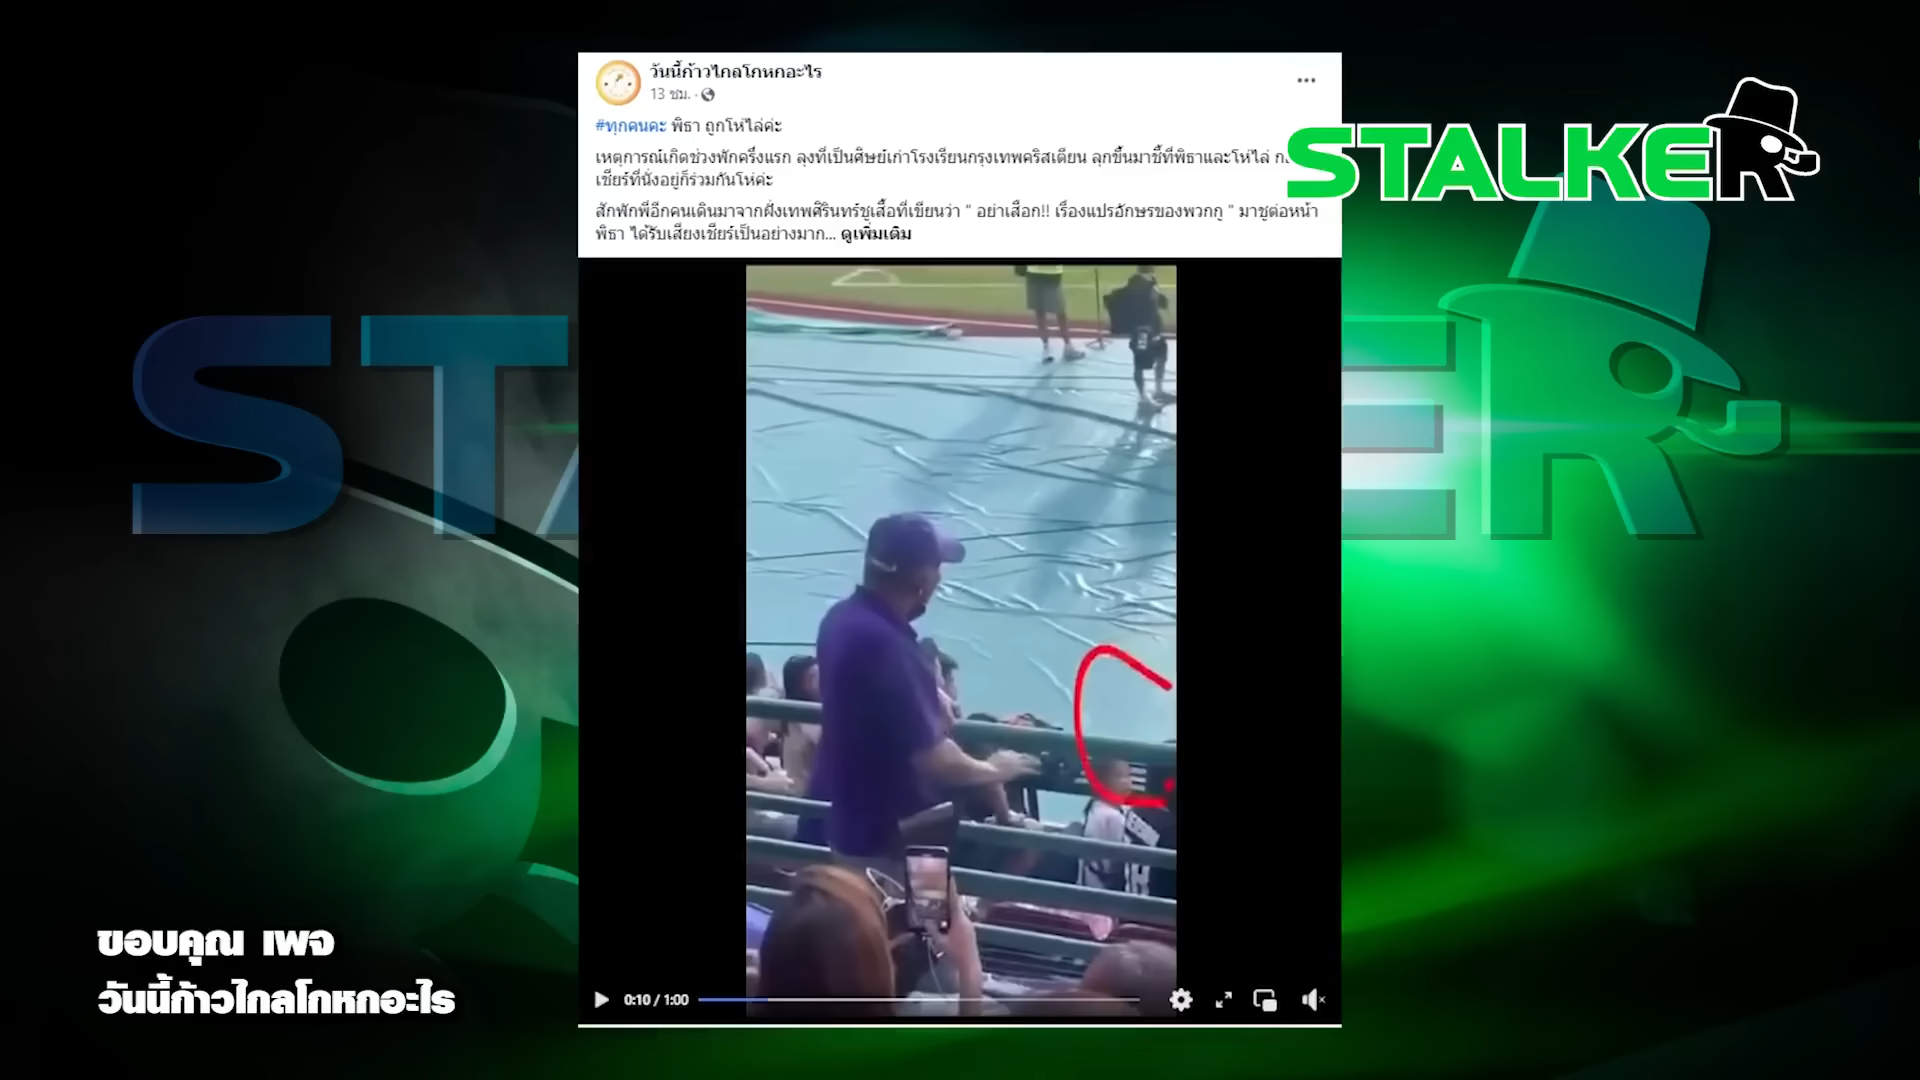 วันนี้ก้าวไกลโกหกอะไร
13 ชม.
#ทุกคนคะ พิธา ถูกโห่ไล่ค่ะ
เหตุการณ์เกิดช่วงพักครึ่งแรก ลุงที่เป็นศิษย์เก่าโรงเรียนกรุงเทพคริสเตียน ลุกขึ้นมาชี้ที่พิธาและโห่ไล่
เชียร์ที่นั่งอยู่ก็ร่วมกันโห่ค่ะ
สักพักพี่อีกคนเดินมาจากฝั่งเทพศิรินทร์ชูเสื้อที่เขียนว่า " อย่าเสือก!! เรื่องแปรอักษรของพวกกู " มาชูต่อหน้า
พิธา ได้รับเสียงเชียร์เป็นอย่างมาก... ดูเพิ่มเติม
STALKER
0:10 / 1:00
ขอบคุณ เพจ
วันนี้ก้าวไกลโกหกอะไร